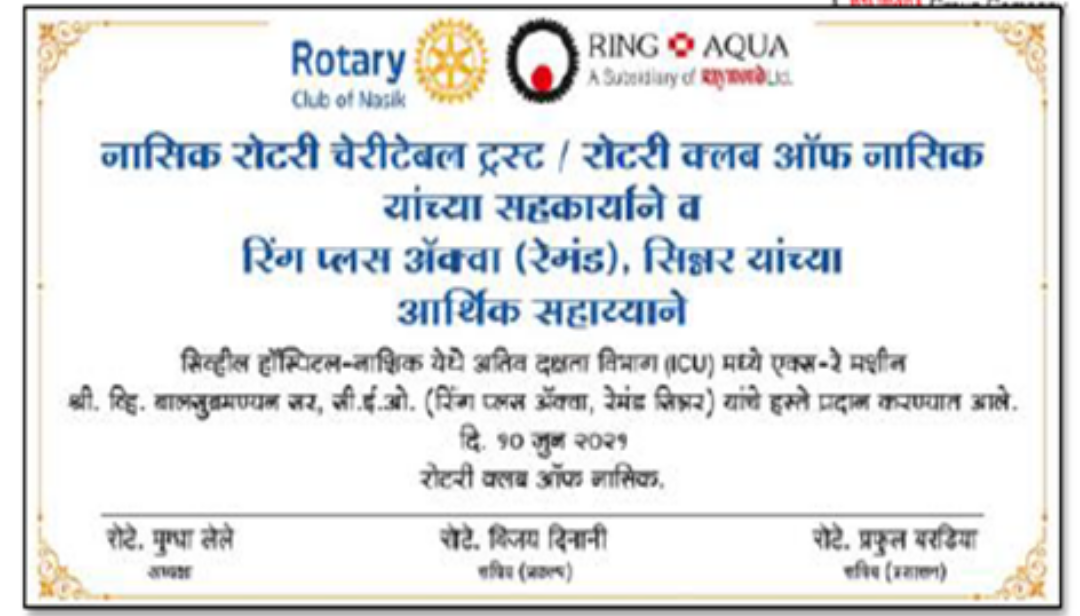 Rotary
Club of Nasik
RING AQUA
A Subsidiary of Raymond Ltd.
नासिक रोटरी चेरीटेबल ट्रस्ट / रोटरी क्लब ऑफ नासिक
यांच्या सहकार्याने व
रिंग प्लस ॲक्वा (रेमंड), सिन्नर यांच्या
आर्थिक सहाय्याने
सिव्हील हॉस्पिटल-नाशिक येथे अतिव दक्षता विभाग (ICU) मध्ये एक्स-रे मशीन
श्री. व्हि. बालसुब्रमण्यन सर, सी.ई.ओ. (रिंग प्लस ॲक्वा, रेमंड सिन्नर) यांचे हस्ते प्रदान करण्यात आले.
दि. १० जुन २०२१
रोटरी क्लब ऑफ नासिक.
रोटे. मुग्धा लेले
रोटे. विजय दिनानी
रोटे. प्रफुल बरडिया
अध्यक्ष
सचिव (प्रकल्प)
सचिव (प्रशासन)